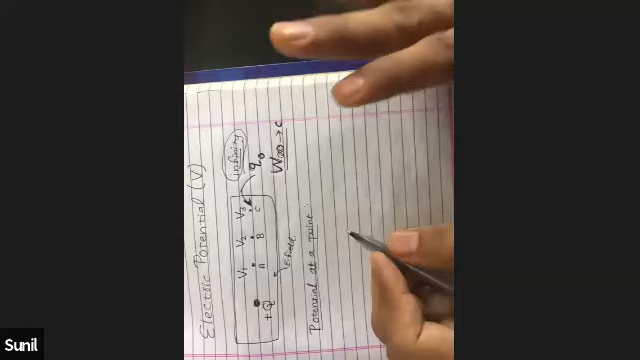 Electric Potential (V)
infinity
V₁ V₂ V₃ q₀
+Q A B C
E-field
W∞→C
Potential at a point:
Sunil